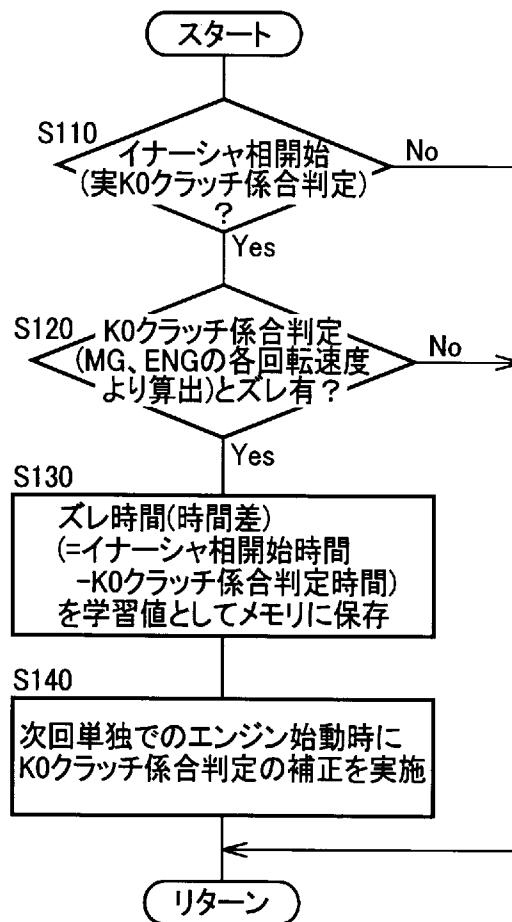 スタート
S110
イナーシャ相開始
(実K0クラッチ係合判定)
?
No
Yes
S120
K0クラッチ係合判定
(MG、ENGの各回転速度
より算出)とズレ有?
No
Yes
S130
ズレ時間(時間差)
(=イナーシャ相開始時間
-K0クラッチ係合判定時間)
を学習値としてメモリに保存
S140
次回単独でのエンジン始動時に
K0クラッチ係合判定の補正を実施
リターン